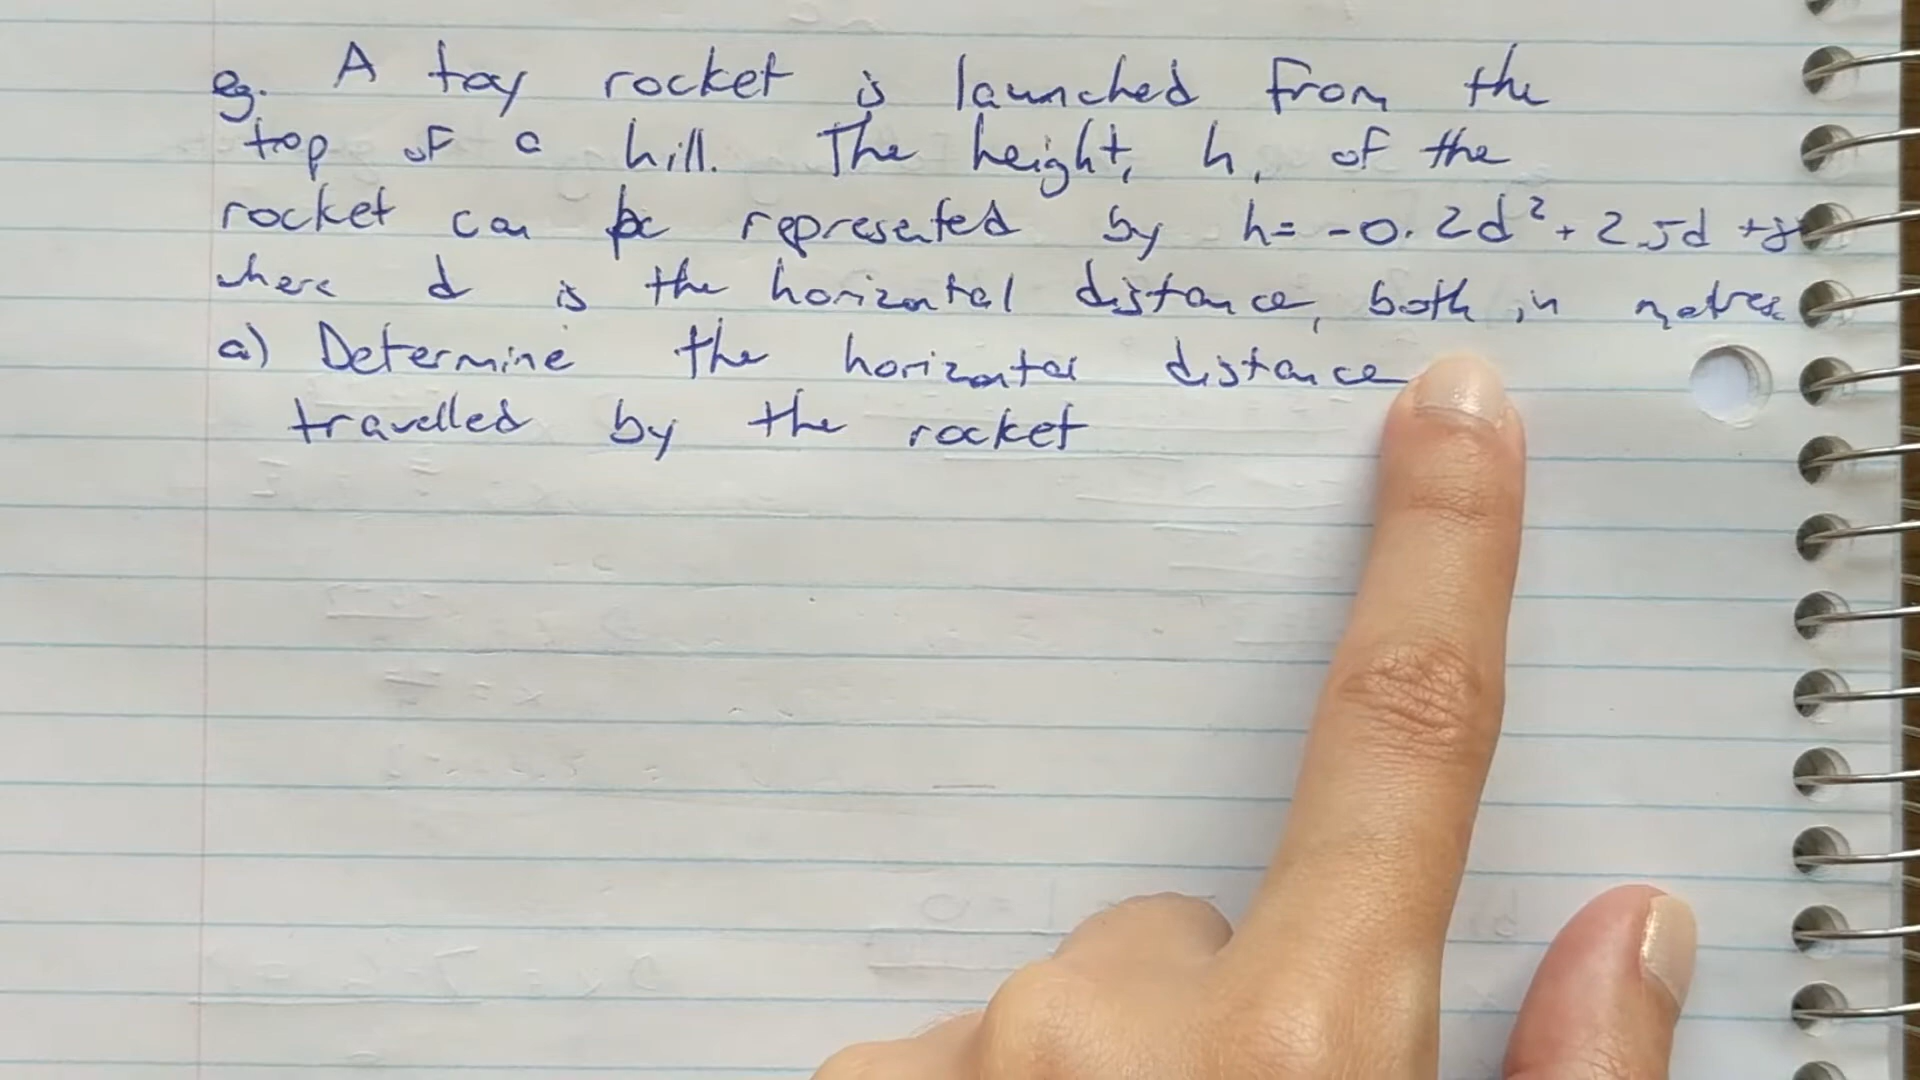 eg. A toy rocket is launched from the
top of a hill. The height, h, of the
rocket can be represented by h= -0.2d² + 2.5d +
where d is the horizontal distance, both in metres
a) Determine the horizontal distance
travelled by the rocket